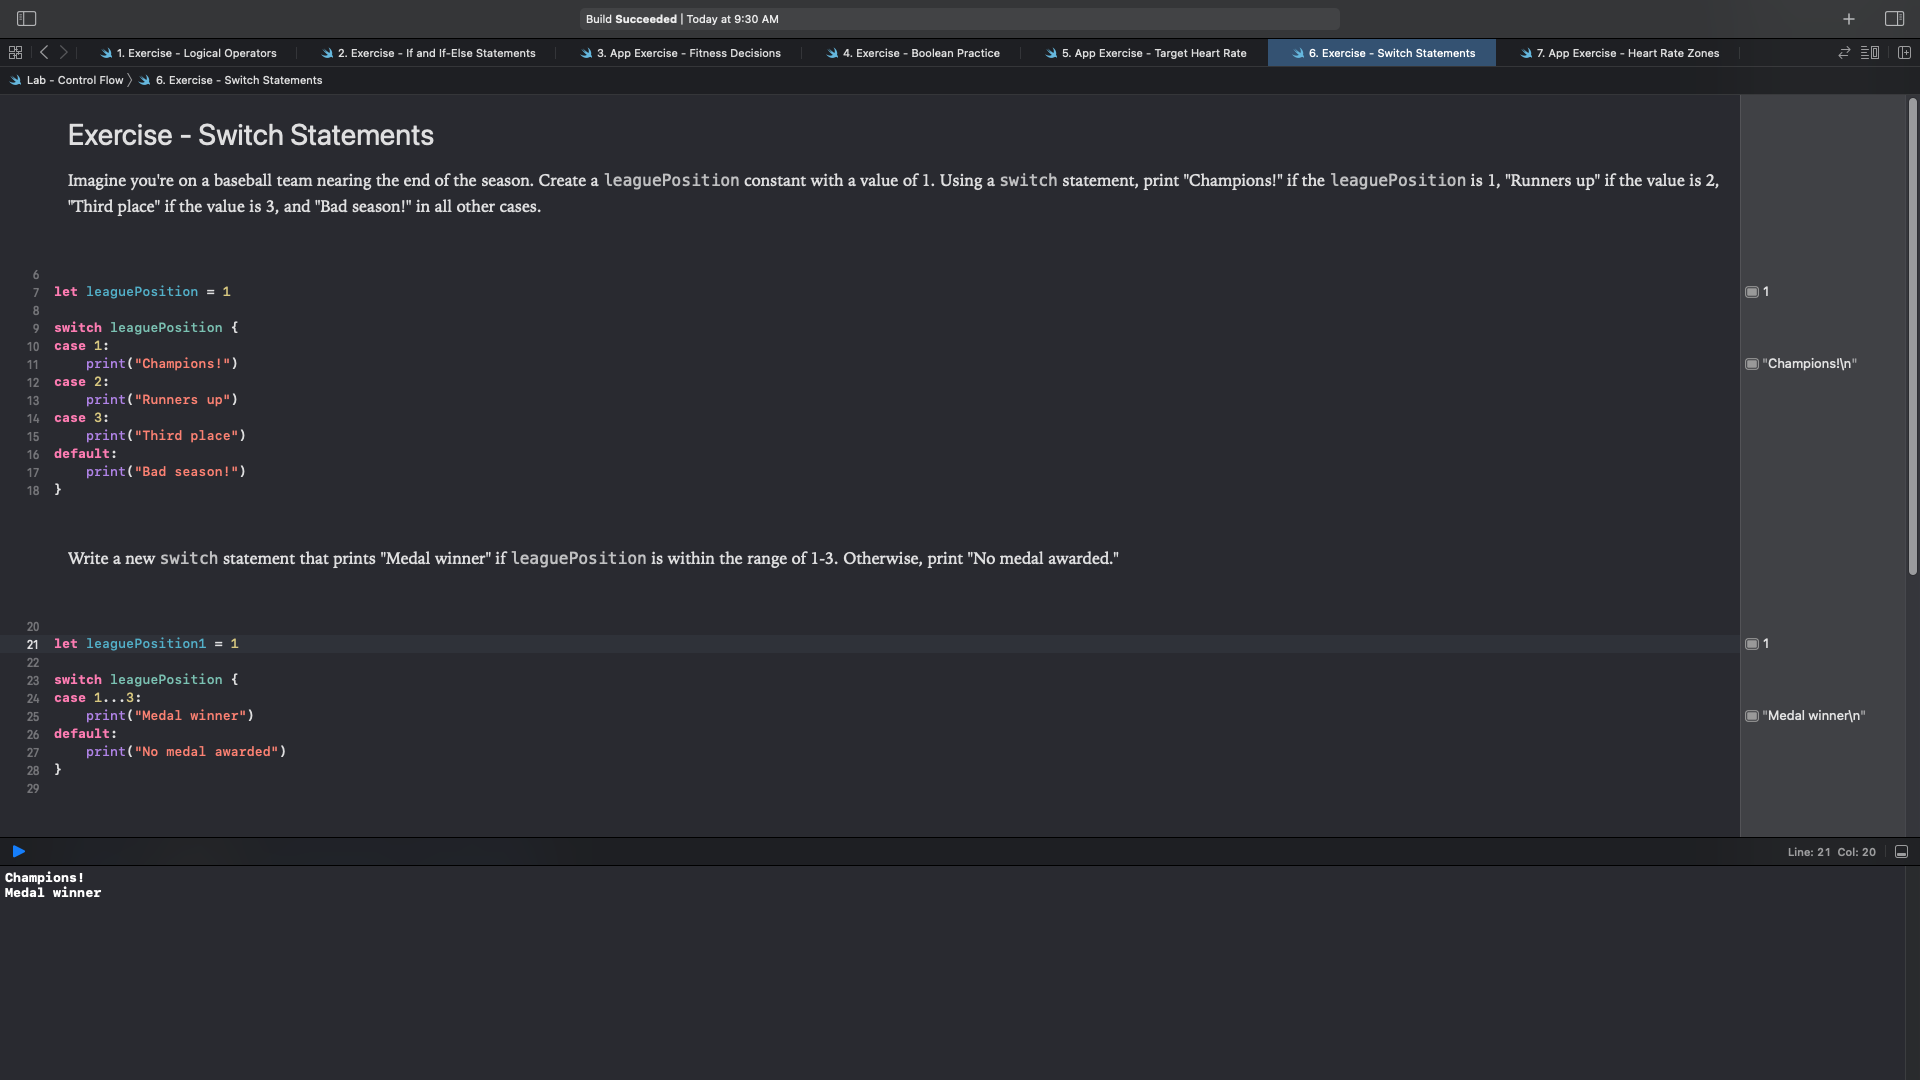 Build Succeeded | Today at 9:30 AM
1. Exercise - Logical Operators
2. Exercise - If and If-Else Statements
3. App Exercise - Fitness Decisions
4. Exercise - Boolean Practice
5. App Exercise - Target Heart Rate
6. Exercise - Switch Statements
7. App Exercise - Heart Rate Zones
Lab - Control Flow 〉 6. Exercise - Switch Statements
Exercise - Switch Statements
Imagine you're on a baseball team nearing the end of the season. Create a leaguePosition constant with a value of 1. Using a switch statement, print "Champions!" if the leaguePosition is 1, "Runners up" if the value is 2,
"Third place" if the value is 3, and "Bad season!" in all other cases.
6
7 let leaguePosition = 1
1
8
9 switch leaguePosition {
10 case 1:
11     print("Champions!")
"Champions!\n"
12 case 2:
13     print("Runners up")
14 case 3:
15     print("Third place")
16 default:
17     print("Bad season!")
18 }
Write a new switch statement that prints "Medal winner" if leaguePosition is within the range of 1-3. Otherwise, print "No medal awarded."
20
21 let leaguePosition1 = 1
1
22
23 switch leaguePosition {
24 case 1...3:
25     print("Medal winner")
"Medal winner\n"
26 default:
27     print("No medal awarded")
28 }
29
Line: 21 Col: 20
Champions!
Medal winner